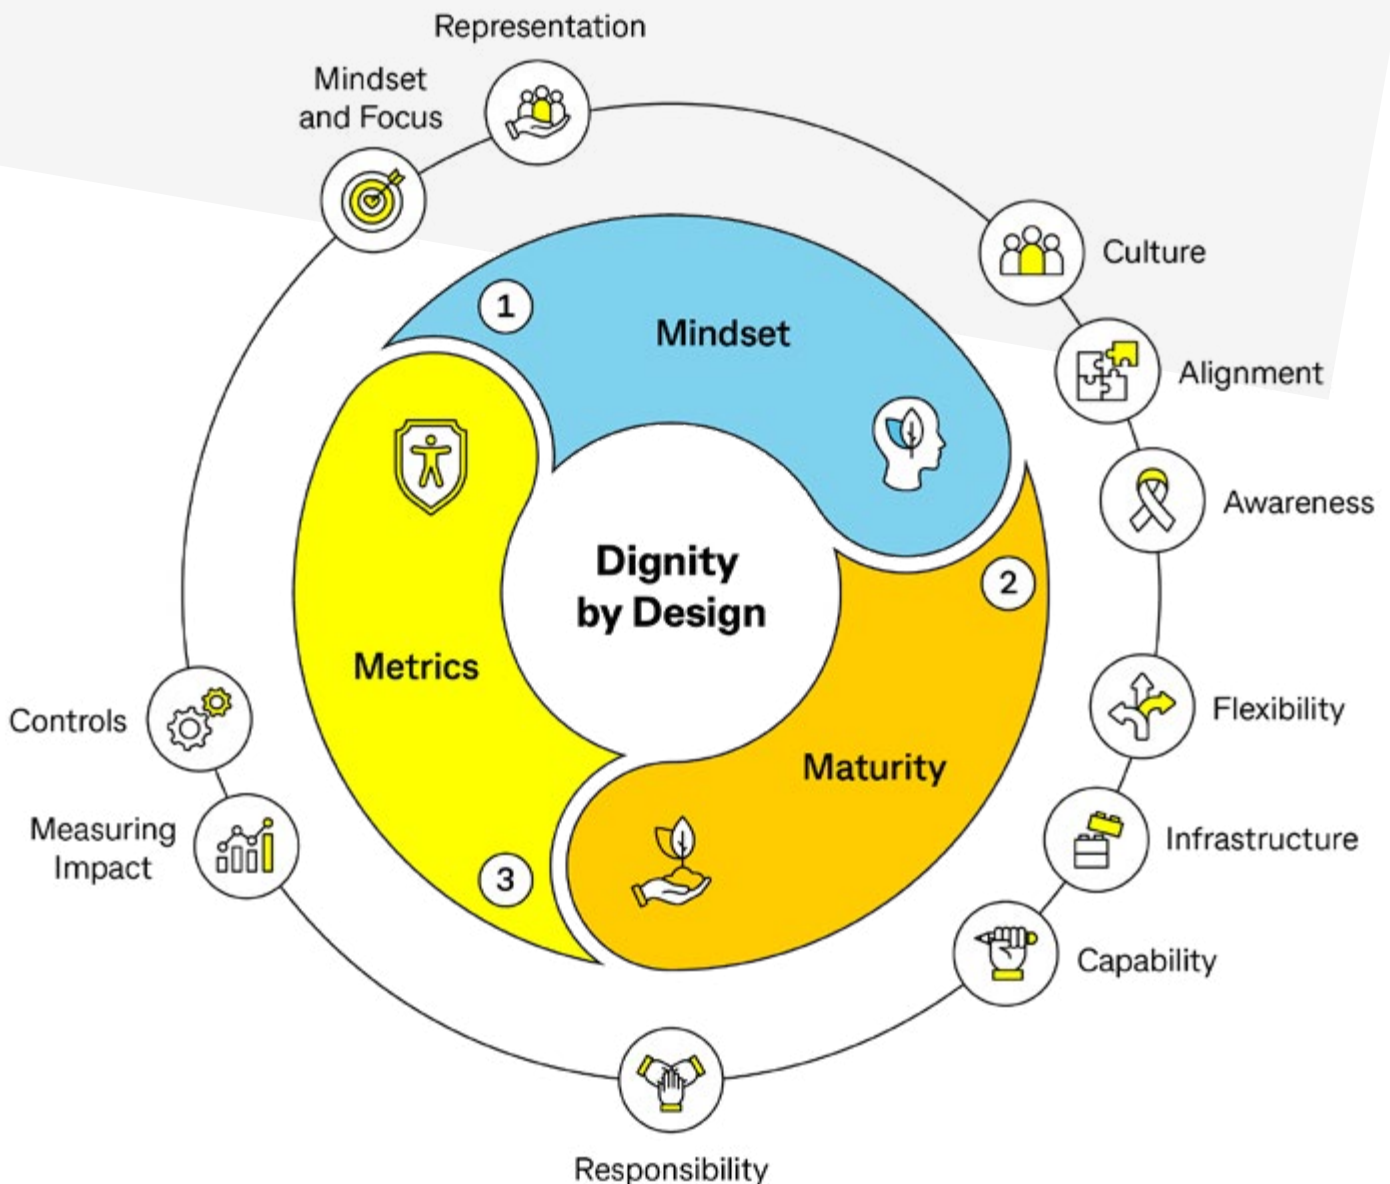 Representation
Mindset
and Focus
Culture
Alignment
Awareness
Flexibility
Infrastructure
Capability
Responsibility
Measuring
Impact
Controls
1
Mindset
2
Maturity
3
Metrics
Dignity
by Design